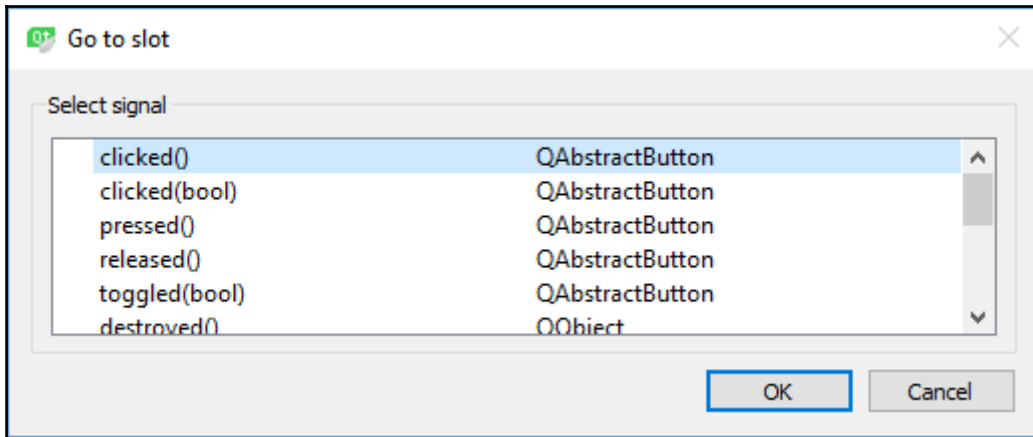 Qt Go to slot
Select signal
clicked() QAbstractButton
clicked(bool) QAbstractButton
pressed() QAbstractButton
released() QAbstractButton
toggled(bool) QAbstractButton
destroyed() QObject
OK Cancel